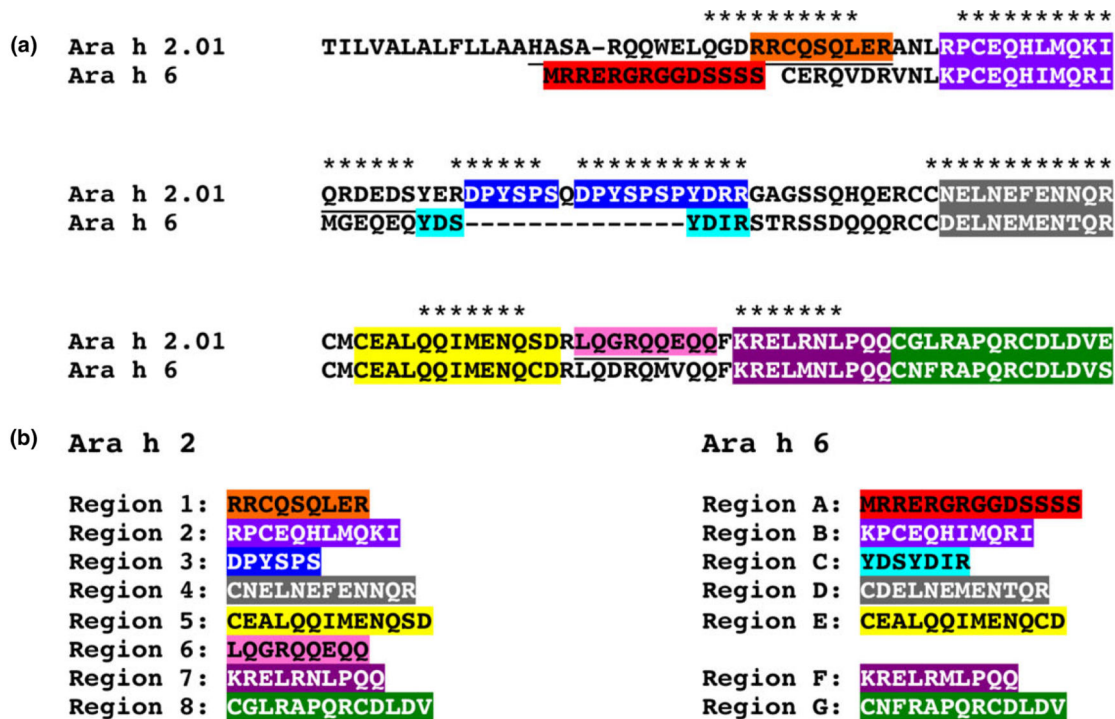 ********** **********
(a) Ara h 2.01 TILVALALFLLAAHASA-RQQWELQGDRRCQSQLERANLRPCEQHLMQKI
Ara h 6 MRRERGRGGDSSSS CERQVDRVNLKPCEQHIMQRI
****** ****** *********** ************
Ara h 2.01 QRDEDSYERDPYSPSQDPYSPSPYDRRGAGSSQHQERCCNELNEFENNQR
Ara h 6 MGEQEQYDS--------------YDIRSTRSSDQQQRCCDELNEMENTQR
******* *******
Ara h 2.01 CMCEALQQIMENQSDRLQGRQQEQQFKRELRNLPQQCGLRAPQRCDLDVE
Ara h 6 CMCEALQQIMENQCDRLQDRQMVQQFKRELMNLPQQCNFRAPQRCDLDVS
(b) Ara h 2 Ara h 6
Region 1: RRCQSQLER Region A: MRRERGRGGDSSSS
Region 2: RPCEQHLMQKI Region B: KPCEQHIMQRI
Region 3: DPYSPS Region C: YDSYDIR
Region 4: CNELNEFENNQR Region D: CDELNEMENTQR
Region 5: CEALQQIMENQSD Region E: CEALQQIMENQCD
Region 6: LQGRQQEQQ
Region 7: KRELRNLPQQ Region F: KRELRMLPQQ
Region 8: CGLRAPQRCDLDV Region G: CNFRAPQRCDLDV